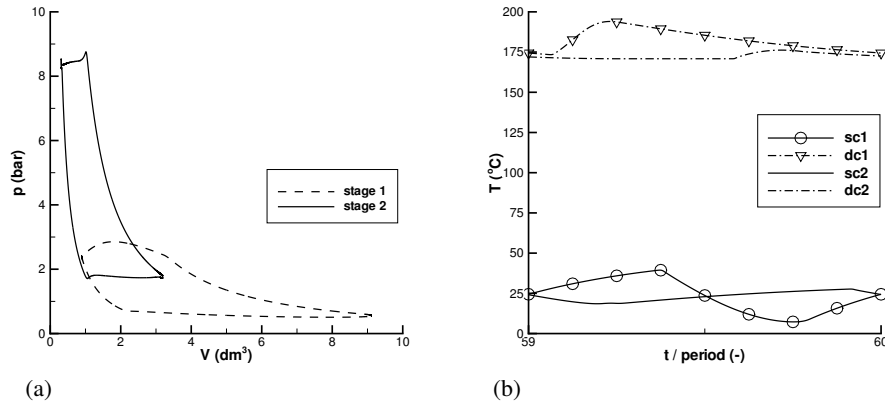 10
8
6
4
2
0
p (bar)
0 2 4 6 8 10
V (dm³)
stage 1
stage 2
(a)
200
175
150
125
100
75
50
25
0
T (°C)
59 60
t / period (-)
sc1
dc1
sc2
dc2
(b)